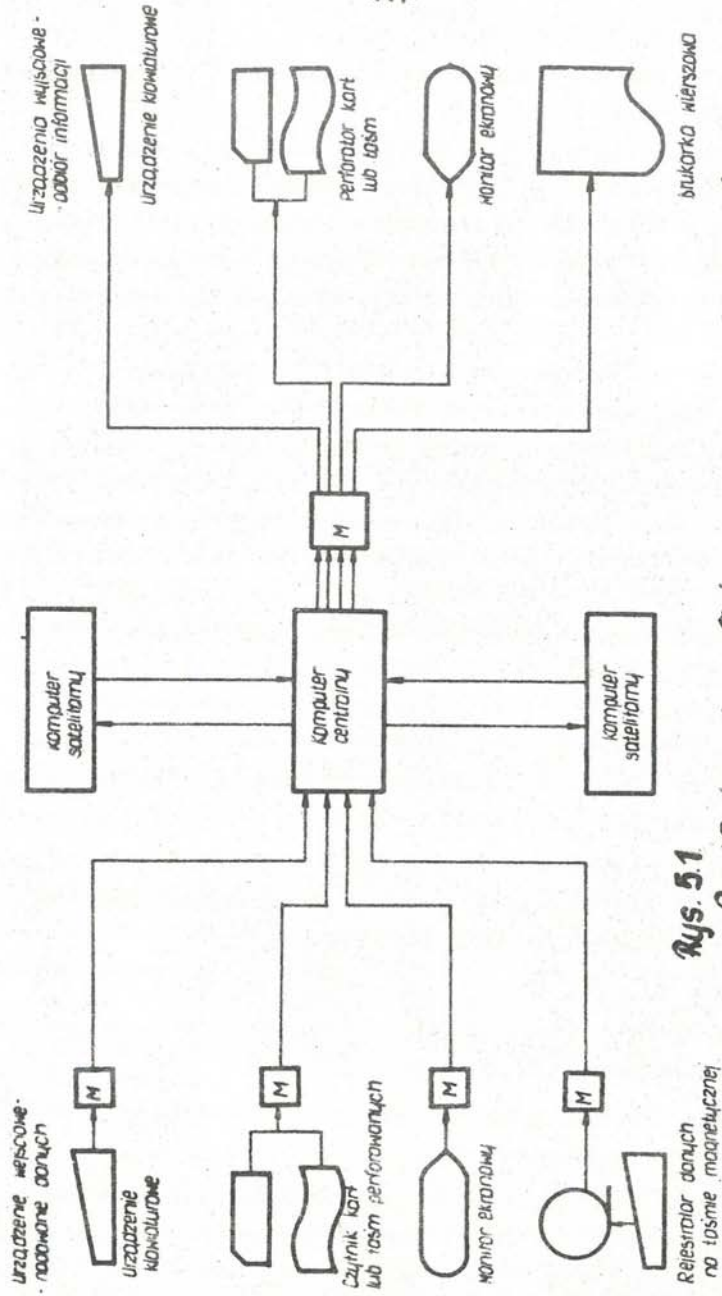 Urządzenie wejściowe-
- nadawanie danych
Urządzenie
klawiaturowe
M
Czytnik kart
lub taśm perforowanych
M
Monitor ekranowy
M
Rejestrator danych
na taśmie magnetycznej
M
komputer
satelitarny
komputer
centralny
komputer
satelitarny
M
Urządzenia wyjściowe-
- odbiór informacji
Urządzenie klawiaturowe
perforator kart
lub taśm
Monitor ekranowy
Drukarka wierszowa
Rys. 5.1